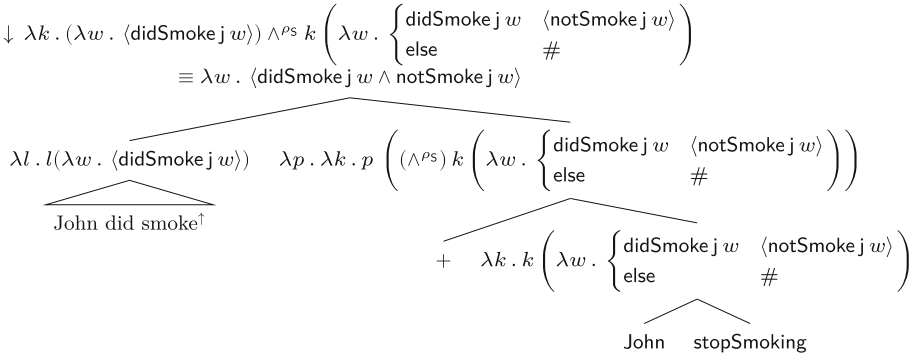 ↓ λk . (λw . ⟨didSmoke j w⟩) ∧^ρS k ( λw . { didSmoke j w ⟨notSmoke j w⟩
else # )
≡ λw . ⟨didSmoke j w ∧ notSmoke j w⟩
λl . l(λw . ⟨didSmoke j w⟩) λp . λk . p ( (∧^ρS) k ( λw . { didSmoke j w ⟨notSmoke j w⟩
else # ) )
John did smoke↑
+ λk . k ( λw . { didSmoke j w ⟨notSmoke j w⟩
else # )
John stopSmoking